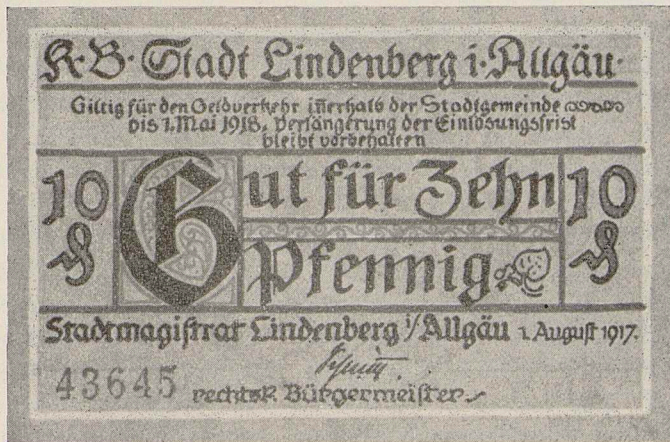 K·B· Stadt Lindenberg i·Allgäu·
Giltig für den Geldverkehr innerhalb der Stadtgemeinde
bis 1. Mai 1918. Verlängerung der Einlösungsfrist
bleibt vorbehalten
10 ₰ Gut für Zehn 10 ₰
Pfennig.
Stadtmagistrat Lindenberg i/Allgäu 1. August 1917.
43645 rechtsk. Bürgermeister.